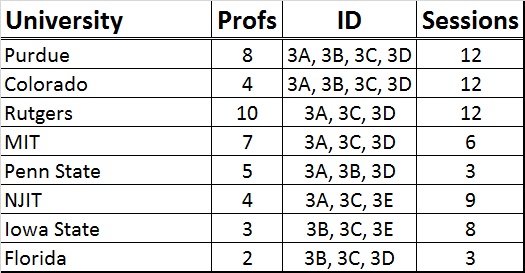 University Profs ID Sessions
Purdue 8 3A, 3B, 3C, 3D 12
Colorado 4 3A, 3B, 3C, 3D 12
Rutgers 10 3A, 3C, 3D 12
MIT 7 3A, 3C, 3D 6
Penn State 5 3A, 3B, 3D 3
NJIT 4 3A, 3C, 3E 9
Iowa State 3 3B, 3C, 3E 8
Florida 2 3B, 3C, 3D 3